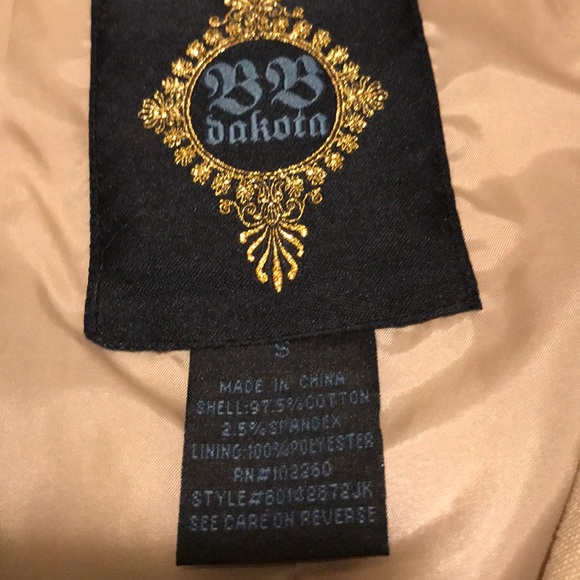 BB
dakota
S
MADE IN CHINA
SHELL:97.5%COTTON
2.5%SPANDEX
LINING:100%POLYESTER
RN#102260
STYLE#60142672JK
SEE CARE ON REVERSE